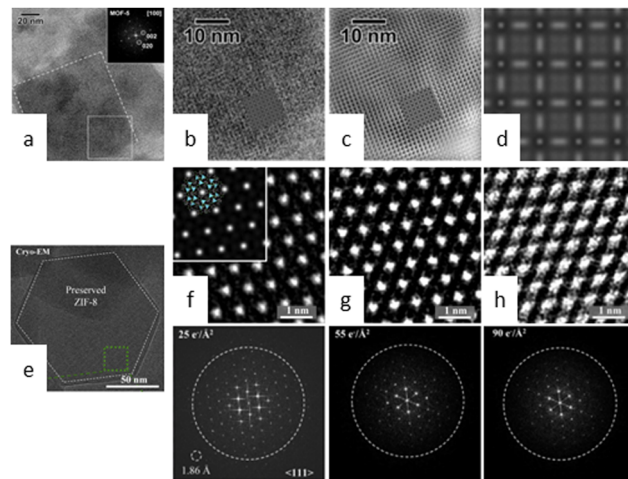 20 nm
MOF-5 [100]
002
020
a
10 nm
b
10 nm
c
d
Cryo-EM
Preserved
ZIF-8
50 nm
e
f
1 nm
g
1 nm
h
1 nm
25 e⁻/Å²
1.86 Å
<111>
55 e⁻/Å²
90 e⁻/Å²